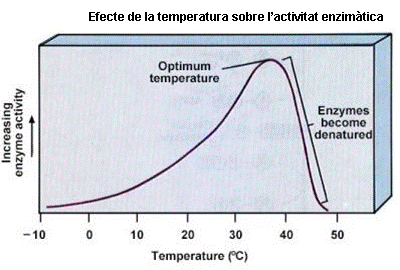 Efecte de la temperatura sobre l'activitat enzimàtica
Optimum
temperature
Enzymes
become
denatured
Increasing
enzyme activity
–10 0 10 20 30 40 50
Temperature (ºC)